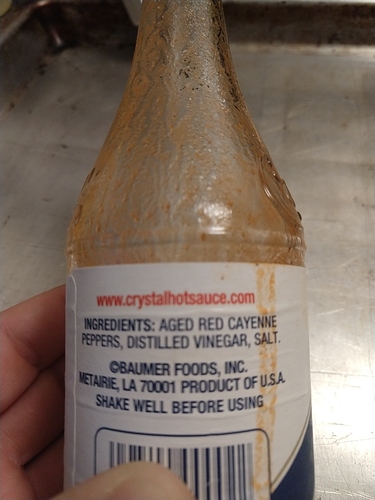 www.crystalhotsauce.com
INGREDIENTS: AGED RED CAYENNE
PEPPERS, DISTILLED VINEGAR, SALT.
©BAUMER FOODS, INC.
METAIRIE, LA 70001 PRODUCT OF U.S.A.
SHAKE WELL BEFORE USING